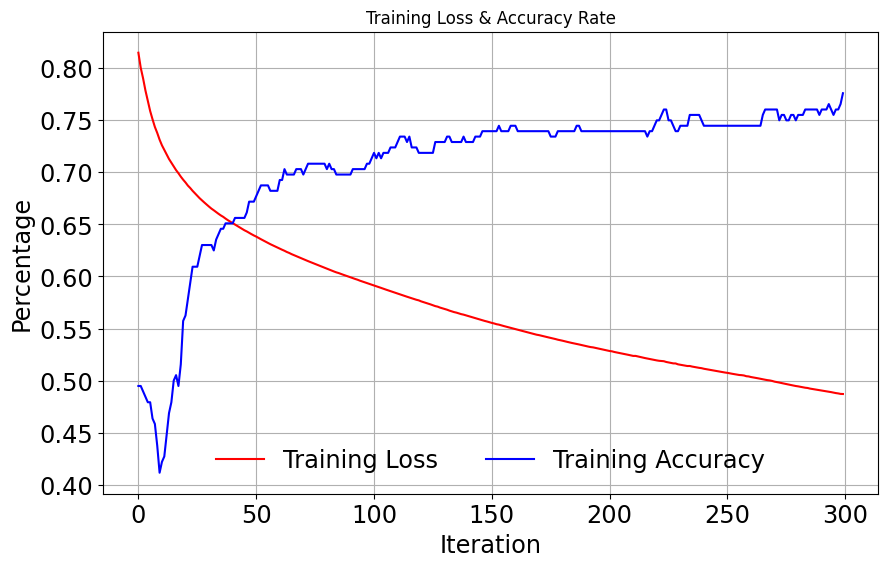 Training Loss & Accuracy Rate
0.80
0.75
0.70
0.65
0.60
0.55
0.50
0.45
0.40
Percentage
Training Loss Training Accuracy
0 50 100 150 200 250 300
Iteration